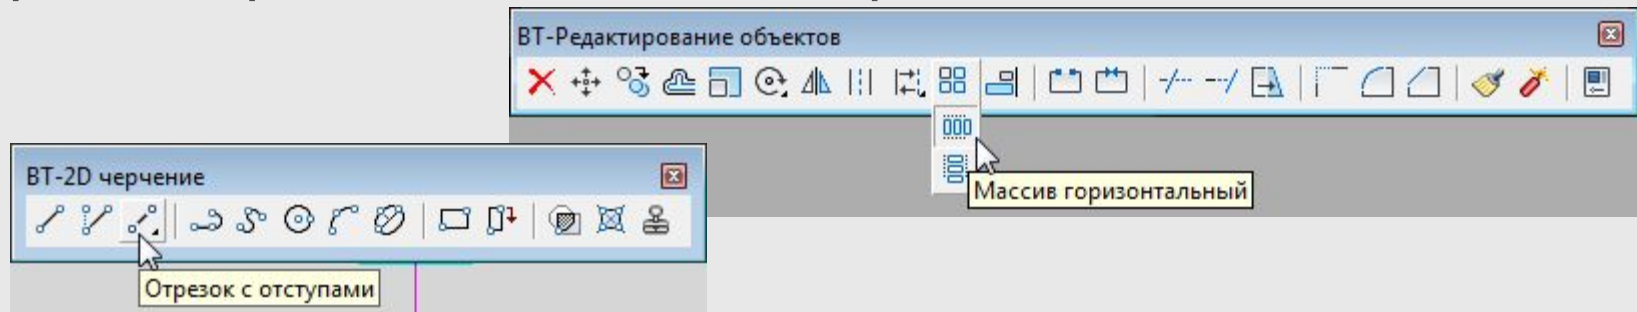 ВТ-Редактирование объектов
Массив горизонтальный
ВТ-2D черчение
Отрезок с отступами